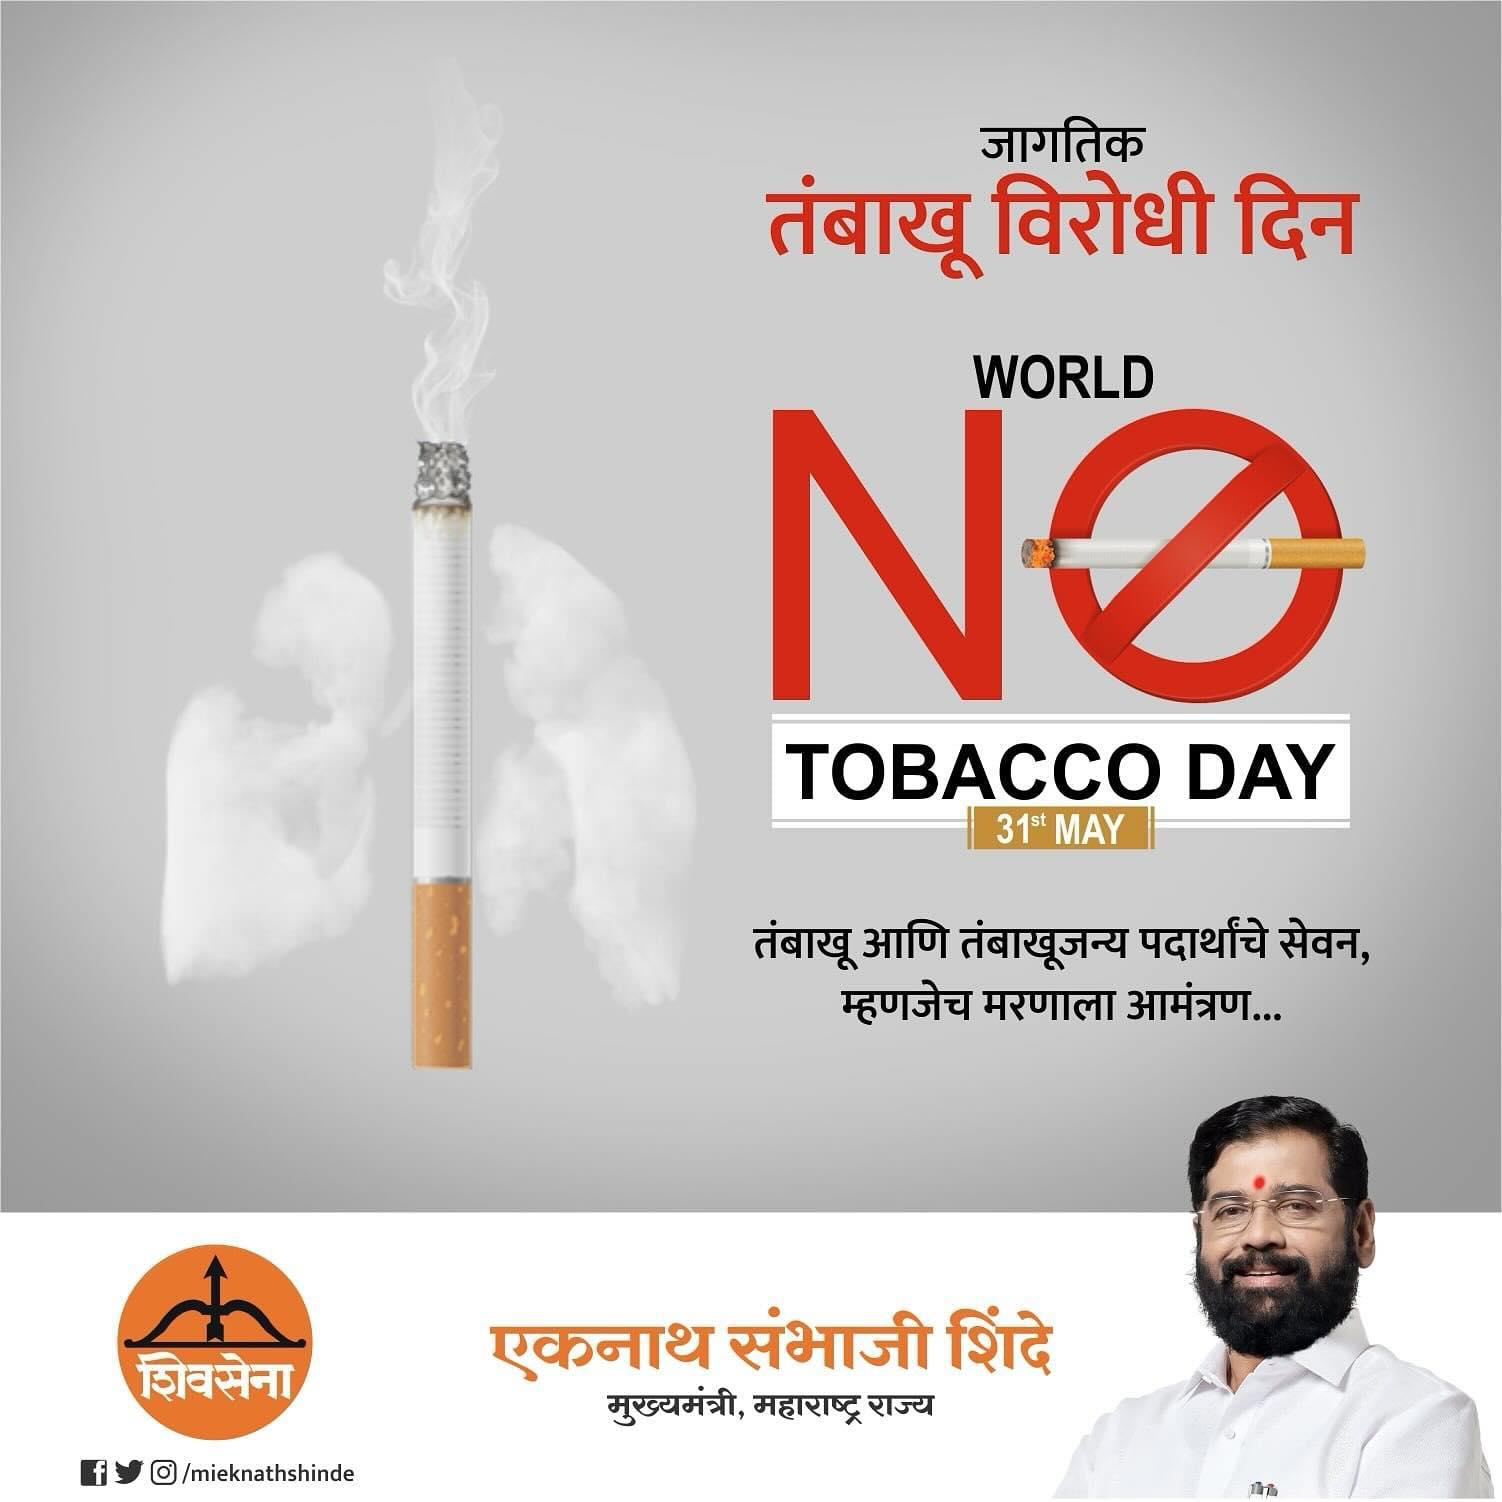 जागतिक
तंबाखू विरोधी दिन
WORLD
NO
TOBACCO DAY
31st MAY
तंबाखू आणि तंबाखूजन्य पदार्थांचे सेवन,
म्हणजेच मरणाला आमंत्रण...
शिवसेना
एकनाथ संभाजी शिंदे
मुख्यमंत्री, महाराष्ट्र राज्य
/mieknathshinde